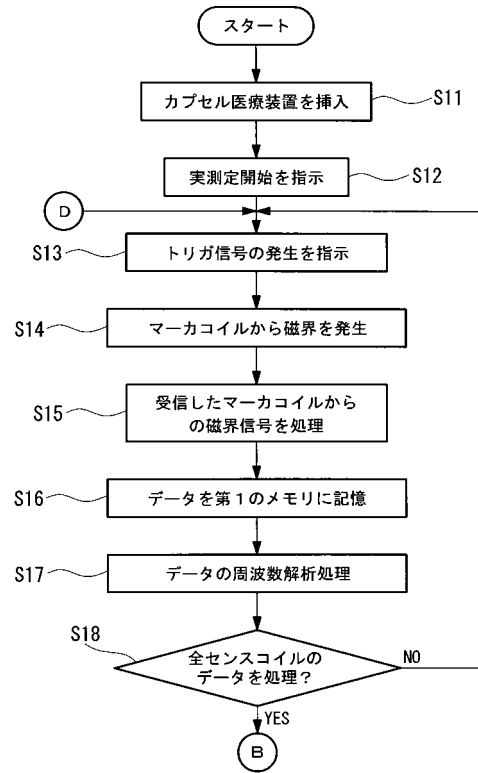 スタート
カプセル医療装置を挿入
S11
実測定開始を指示
S12
D
S13
トリガ信号の発生を指示
S14
マーカコイルから磁界を発生
S15
受信したマーカコイルから
の磁界信号を処理
S16
データを第1のメモリに記憶
S17
データの周波数解析処理
S18
全センスコイルの
データを処理?
NO
YES
B